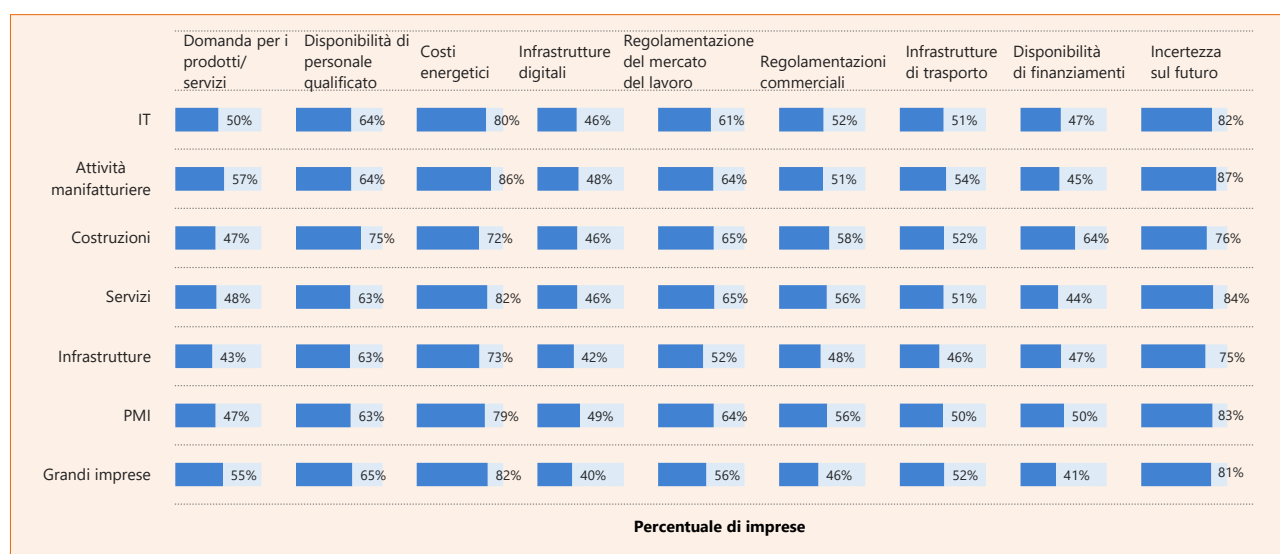 Domanda per i
prodotti/
servizi
Disponibilità di
personale
qualificato
Costi
energetici
Infrastrutture
digitali
Regolamentazione
del mercato
del lavoro
Regolamentazioni
commerciali
Infrastrutture
di trasporto
Disponibilità
di finanziamenti
Incertezza
sul futuro
IT 50% 64% 80% 46% 61% 52% 51% 47% 82%
Attività
manifatturiere 57% 64% 86% 48% 64% 51% 54% 45% 87%
Costruzioni 47% 75% 72% 46% 65% 58% 52% 64% 76%
Servizi 48% 63% 82% 46% 65% 56% 51% 44% 84%
Infrastrutture 43% 63% 73% 42% 52% 48% 46% 47% 75%
PMI 47% 63% 79% 49% 64% 56% 50% 50% 83%
Grandi imprese 55% 65% 82% 40% 56% 46% 52% 41% 81%
Percentuale di imprese